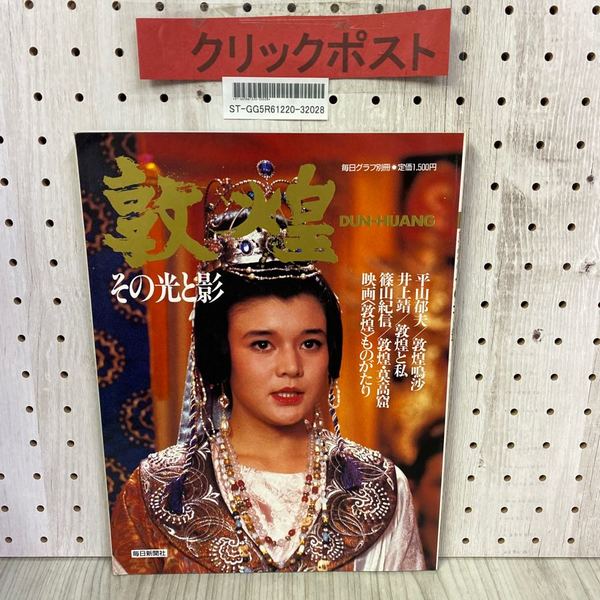 クリックポスト
ST-GG5R61220-32028
毎日グラフ別冊●定価1,500円
敦煌
DUN-HUANG
その光と影
平山郁夫/敦煌鳴沙
井上靖/敦煌と私
篠山紀信/敦煌・莫高窟
映画〈敦煌〉ものがたり
毎日新聞社